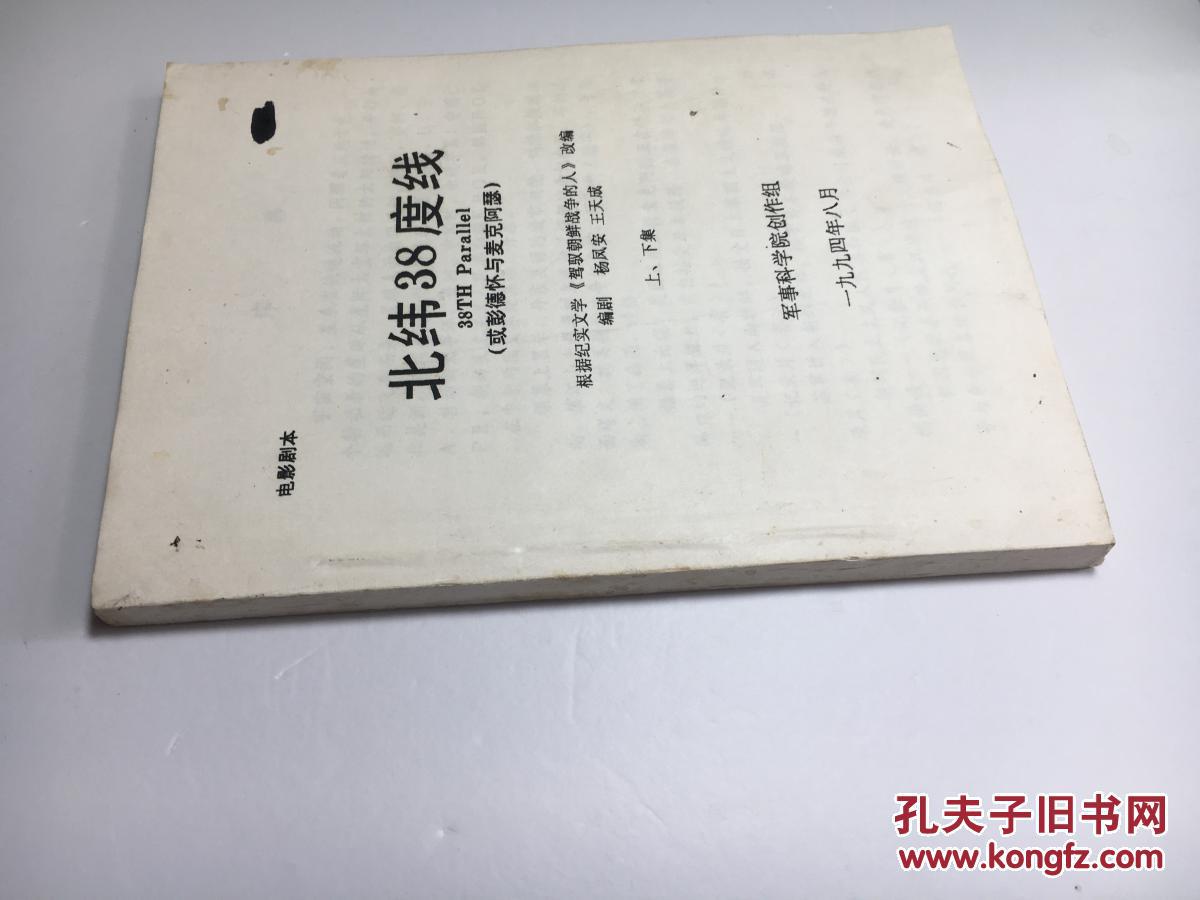 电影剧本
北纬38度线
38TH Parallel
(或彭德怀与麦克阿瑟)
根据纪实文学《驾驭朝鲜战争的人》改编
编剧 杨凤安 王天成
上、下集
军事科学院创作组
一九九四年八月
孔夫子旧书网
www.kongfz.com